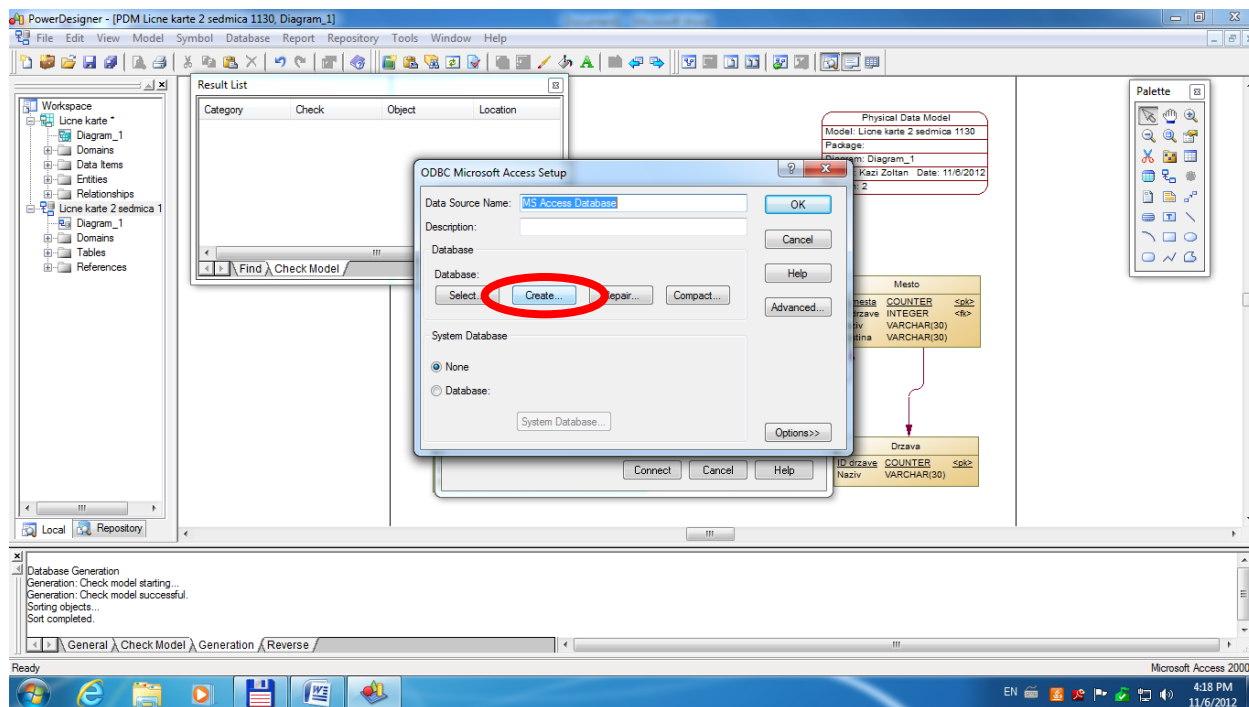 PowerDesigner - [PDM Licne karte 2 sedmica 1130, Diagram_1]
File Edit View Model Symbol Database Report Repository Tools Window Help
Workspace
Licne karte *
Diagram_1
Domains
Data Items
Entities
Relationships
Licne karte 2 sedmica 1
Diagram_1
Domains
Tables
References
Local Repository
Result List
Category Check Object Location
Find Check Model
Physical Data Model
Model: Licne karte 2 sedmica 1130
Package:
Diagram: Diagram_1
Kazi Zoltan Date: 11/6/2012
: 2
Palette
ODBC Microsoft Access Setup
Data Source Name: MS Access Database
OK
Description:
Cancel
Database
Database:
Help
Select... Create... Repair... Compact...
Advanced...
System Database
None
Database:
System Database...
Options>>
Connect Cancel Help
Mesto
mesta COUNTER <pk>
drzave INTEGER <fk>
VARCHAR(30)
VARCHAR(30)
Drzava
ID drzave COUNTER <pk>
Naziv VARCHAR(30)
Database Generation
Generation: Check model starting...
Generation: Check model successful.
Sorting objects...
Sort completed.
General Check Model Generation Reverse
Ready
Microsoft Access 2000
EN
4:18 PM
11/6/2012